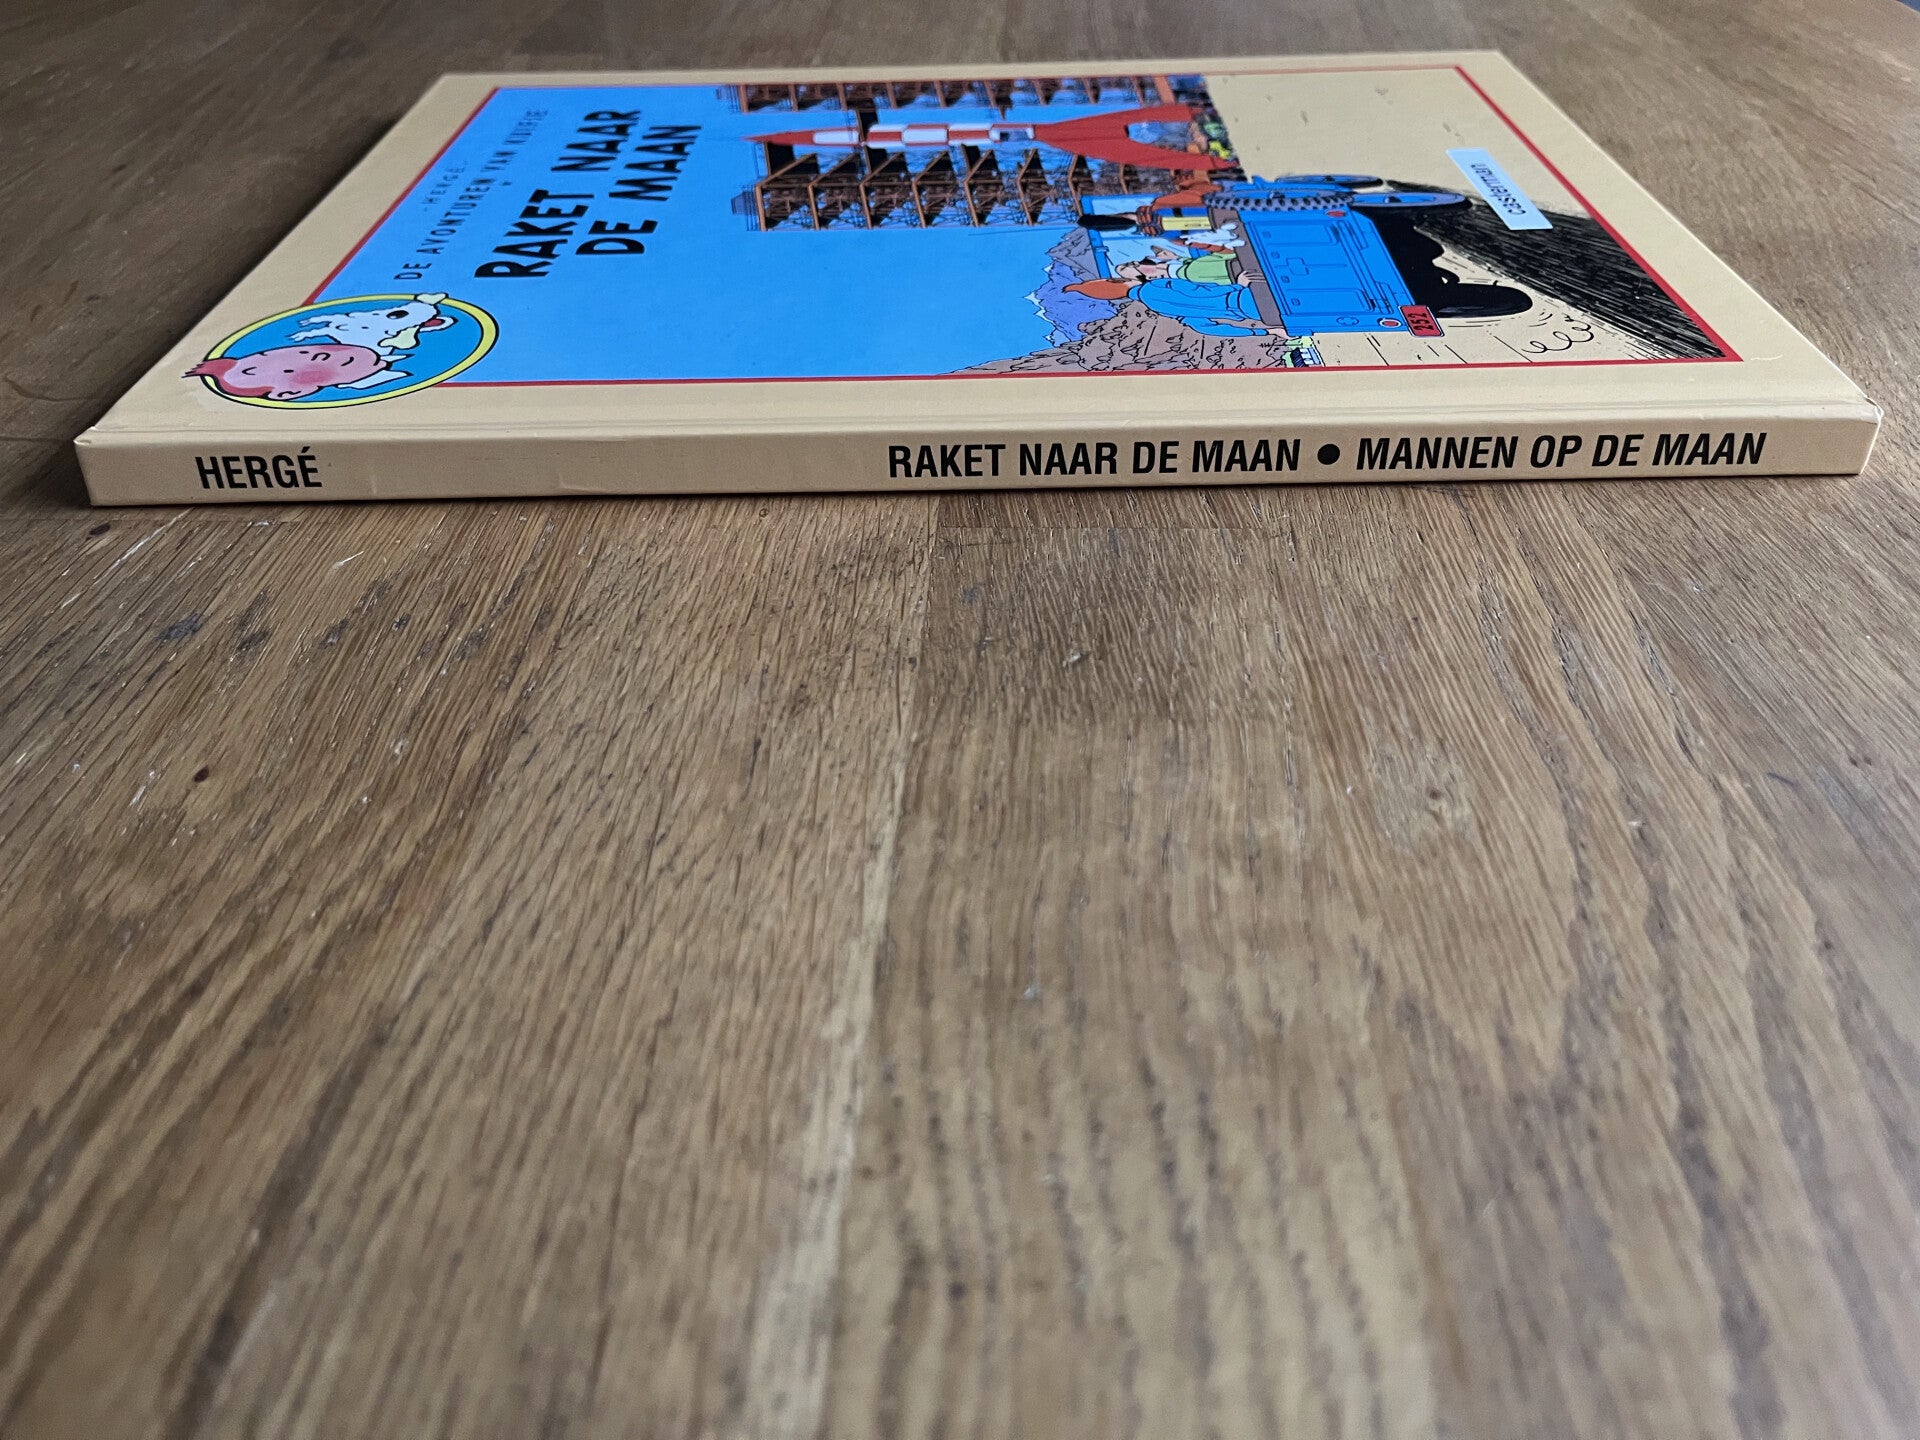 - HERGÉ -
DE AVONTUREN VAN KUIFJE
RAKET NAAR
DE MAAN
casterman
252
HERGÉ RAKET NAAR DE MAAN • MANNEN OP DE MAAN